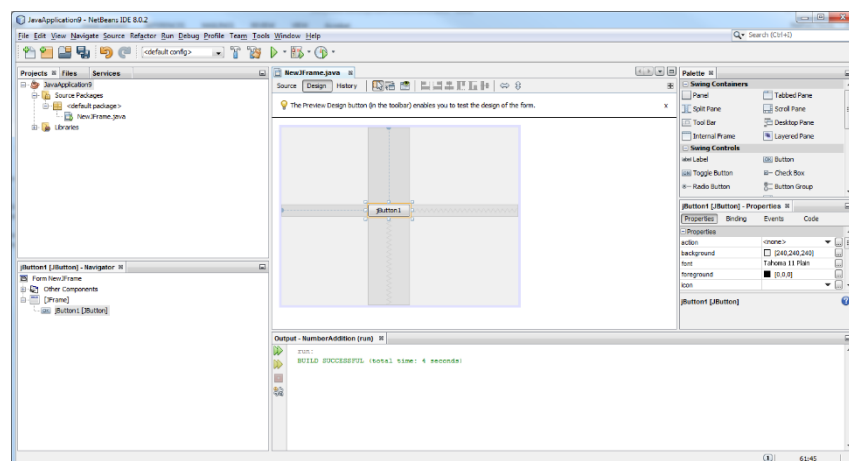 JavaApplication9 - NetBeans IDE 8.0.2
File Edit View Navigate Source Refactor Run Debug Profile Team Tools Window Help
Search (Ctrl+I)
<default config>
Projects Files Services
JavaApplication9
Source Packages
<default package>
NewJFrame.java
Libraries
NewJFrame.java
Source Design History
The Preview Design button (in the toolbar) enables you to test the design of the form. x
jButton1
Palette
Swing Containers
Panel Tabbed Pane
Split Pane Scroll Pane
Tool Bar Desktop Pane
Internal Frame Layered Pane
Swing Controls
Label Button
Toggle Button Check Box
Radio Button Button Group
jButton1 [JButton] - Properties
Properties Binding Events Code
Properties
action <none>
background [240,240,240]
font Tahoma 11 Plain
foreground [0,0,0]
icon
jButton1 [JButton]
jButton1 [JButton] - Navigator
Form NewJFrame
Other Components
[JFrame]
jButton1 [JButton]
Output - NumberAddition (run)
run:
BUILD SUCCESSFUL (total time: 4 seconds)
61:45